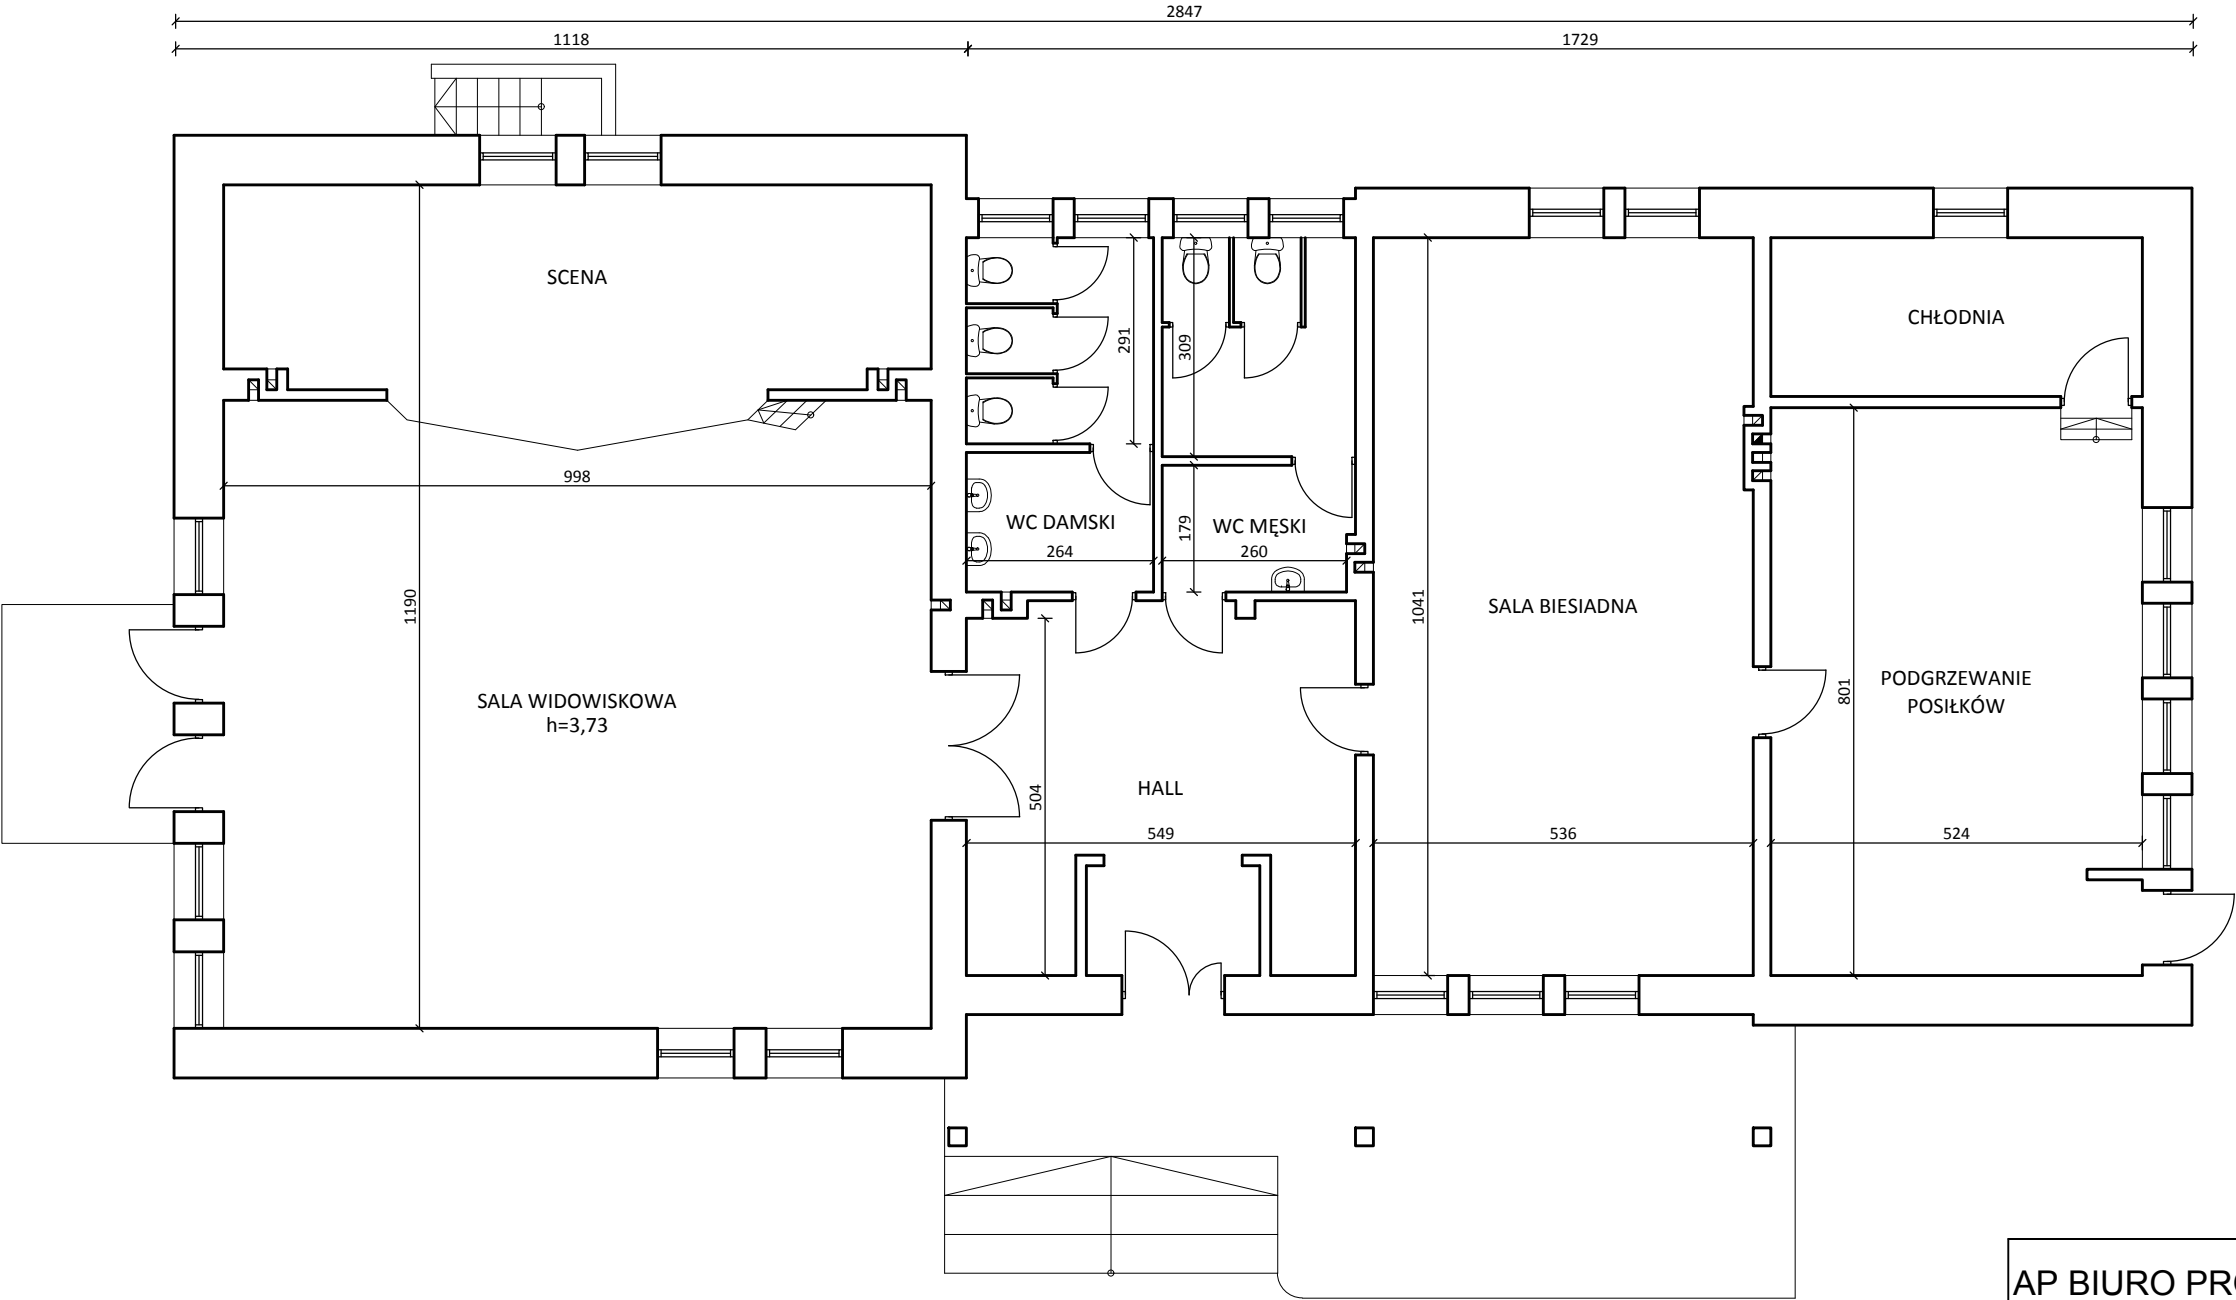 2847
1118
1729
SCENA
CHŁODNIA
291
309
998
WC DAMSKI
WC MĘSKI
179
264
260
1190
1041
SALA BIESIADNA
SALA WIDOWISKOWA
h=3,73
801
PODGRZEWANIE
POSIŁKÓW
504
HALL
549
536
524
AP BIURO PRO